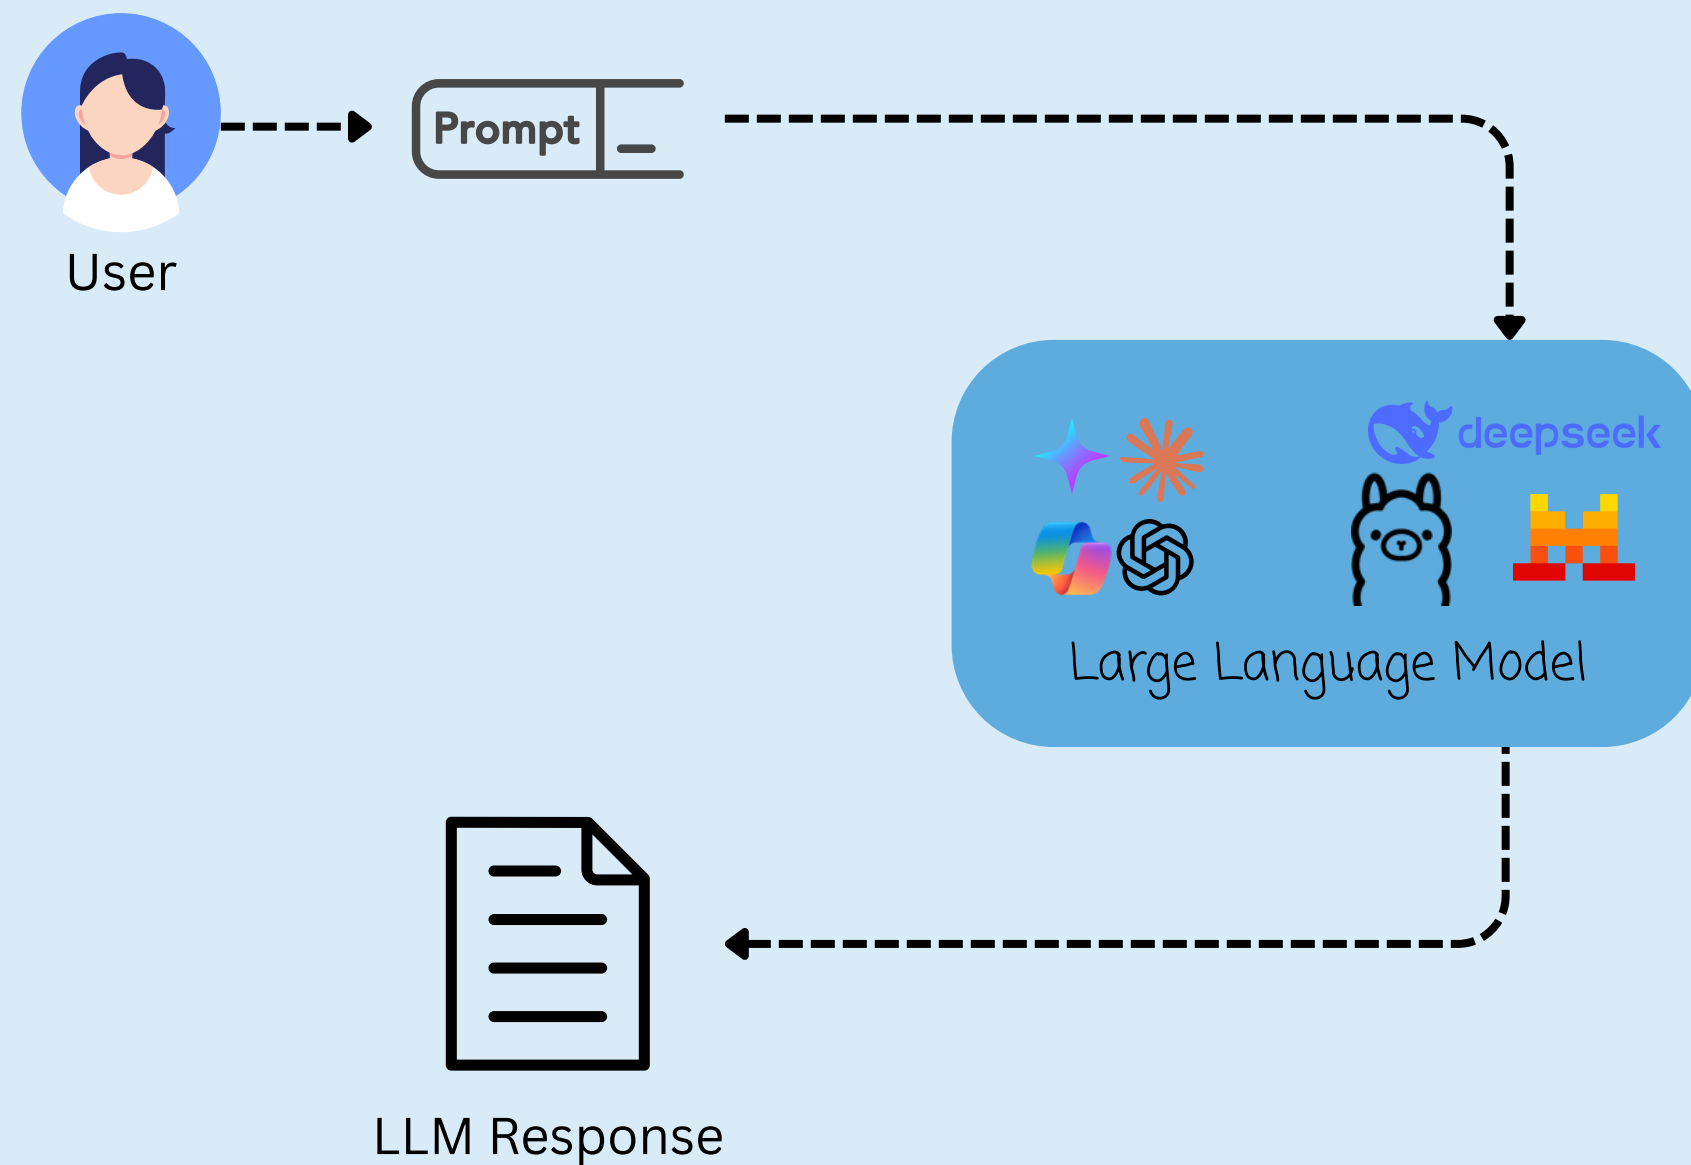 Prompt
User
deepseek
Large Language Model
LLM Response